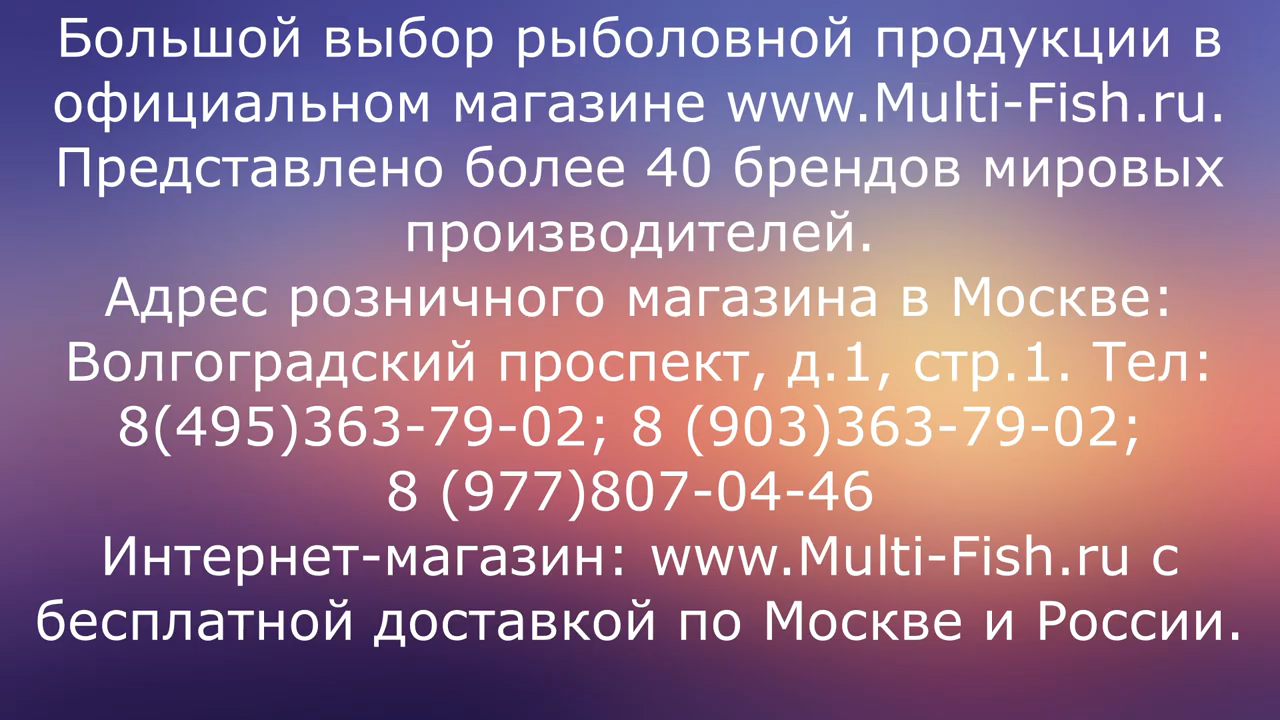 Большой выбор рыболовной продукции в
официальном магазине www.Multi-Fish.ru.
Представлено более 40 брендов мировых
производителей.
Адрес розничного магазина в Москве:
Волгоградский проспект, д.1, стр.1. Тел:
8(495)363-79-02; 8 (903)363-79-02;
8 (977)807-04-46
Интернет-магазин: www.Multi-Fish.ru с
бесплатной доставкой по Москве и России.